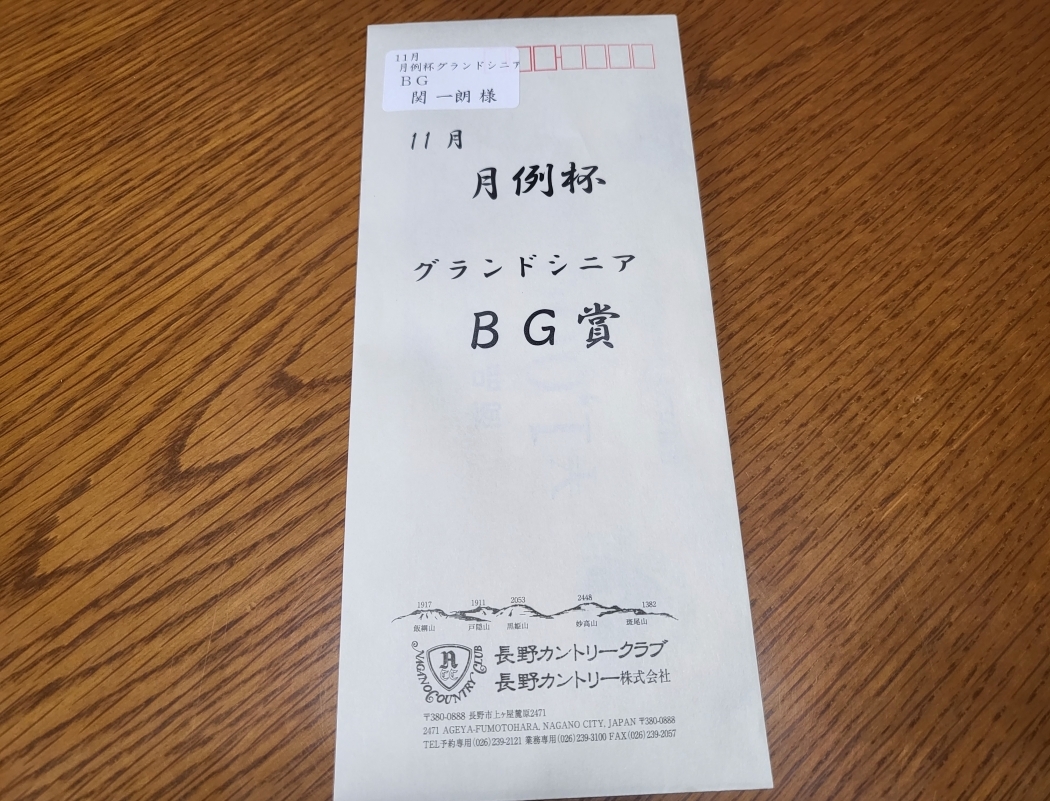 11月
月例杯グランドシニア
BG
関 一朗 様
11 月
月例杯
グランドシニア
BG賞
1917 1911 2053 2448 1382
飯綱山 戸隠山 黒姫山 妙高山 斑尾山
NAGANO COUNTRY CLUB
N
CC
長野カントリークラブ
長野カントリー株式会社
〒380-0888 長野市上ヶ屋麓原2471
2471 AGEYA-FUMOTOHARA, NAGANO CITY, JAPAN 〒380-0888
TEL予約専用(026)239-2121 業務専用(026)239-3100 FAX(026)239-2057